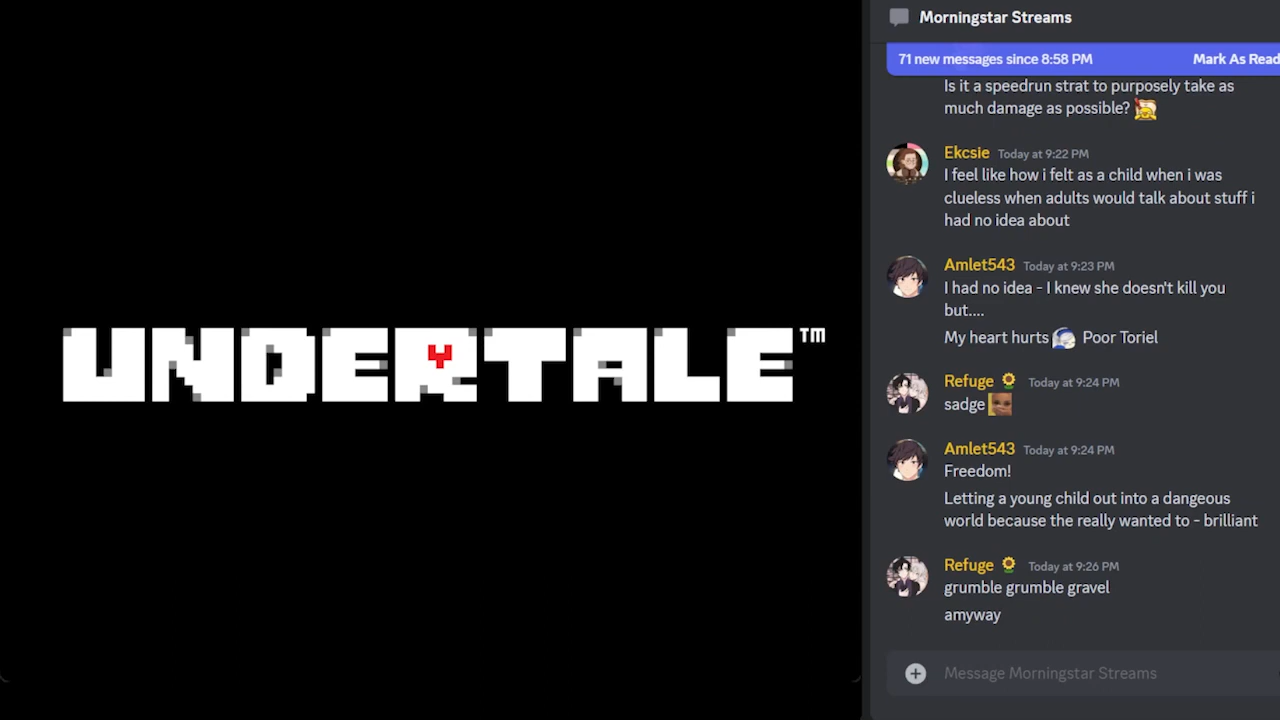 UNDERTALE™
Morningstar Streams
71 new messages since 8:58 PM Mark As Read
Is it a speedrun strat to purposely take as
much damage as possible?
Ekcsie Today at 9:22 PM
I feel like how i felt as a child when i was
clueless when adults would talk about stuff i
had no idea about
Amlet543 Today at 9:23 PM
I had no idea - I knew she doesn't kill you
but....
My heart hurts Poor Toriel
Refuge Today at 9:24 PM
sadge
Amlet543 Today at 9:24 PM
Freedom!
Letting a young child out into a dangeous
world because the really wanted to - brilliant
Refuge Today at 9:26 PM
grumble grumble gravel
amyway
Message Morningstar Streams